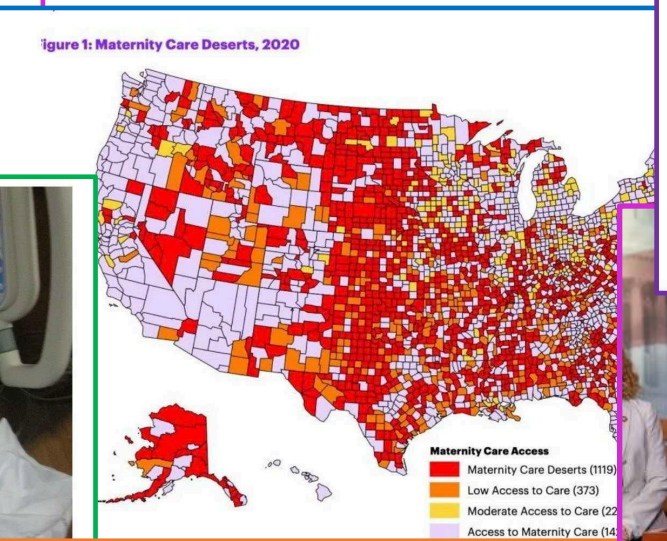 igure 1: Maternity Care Deserts, 2020
Maternity Care Access
Maternity Care Deserts (1119)
Low Access to Care (373)
Moderate Access to Care (22
Access to Maternity Care (14